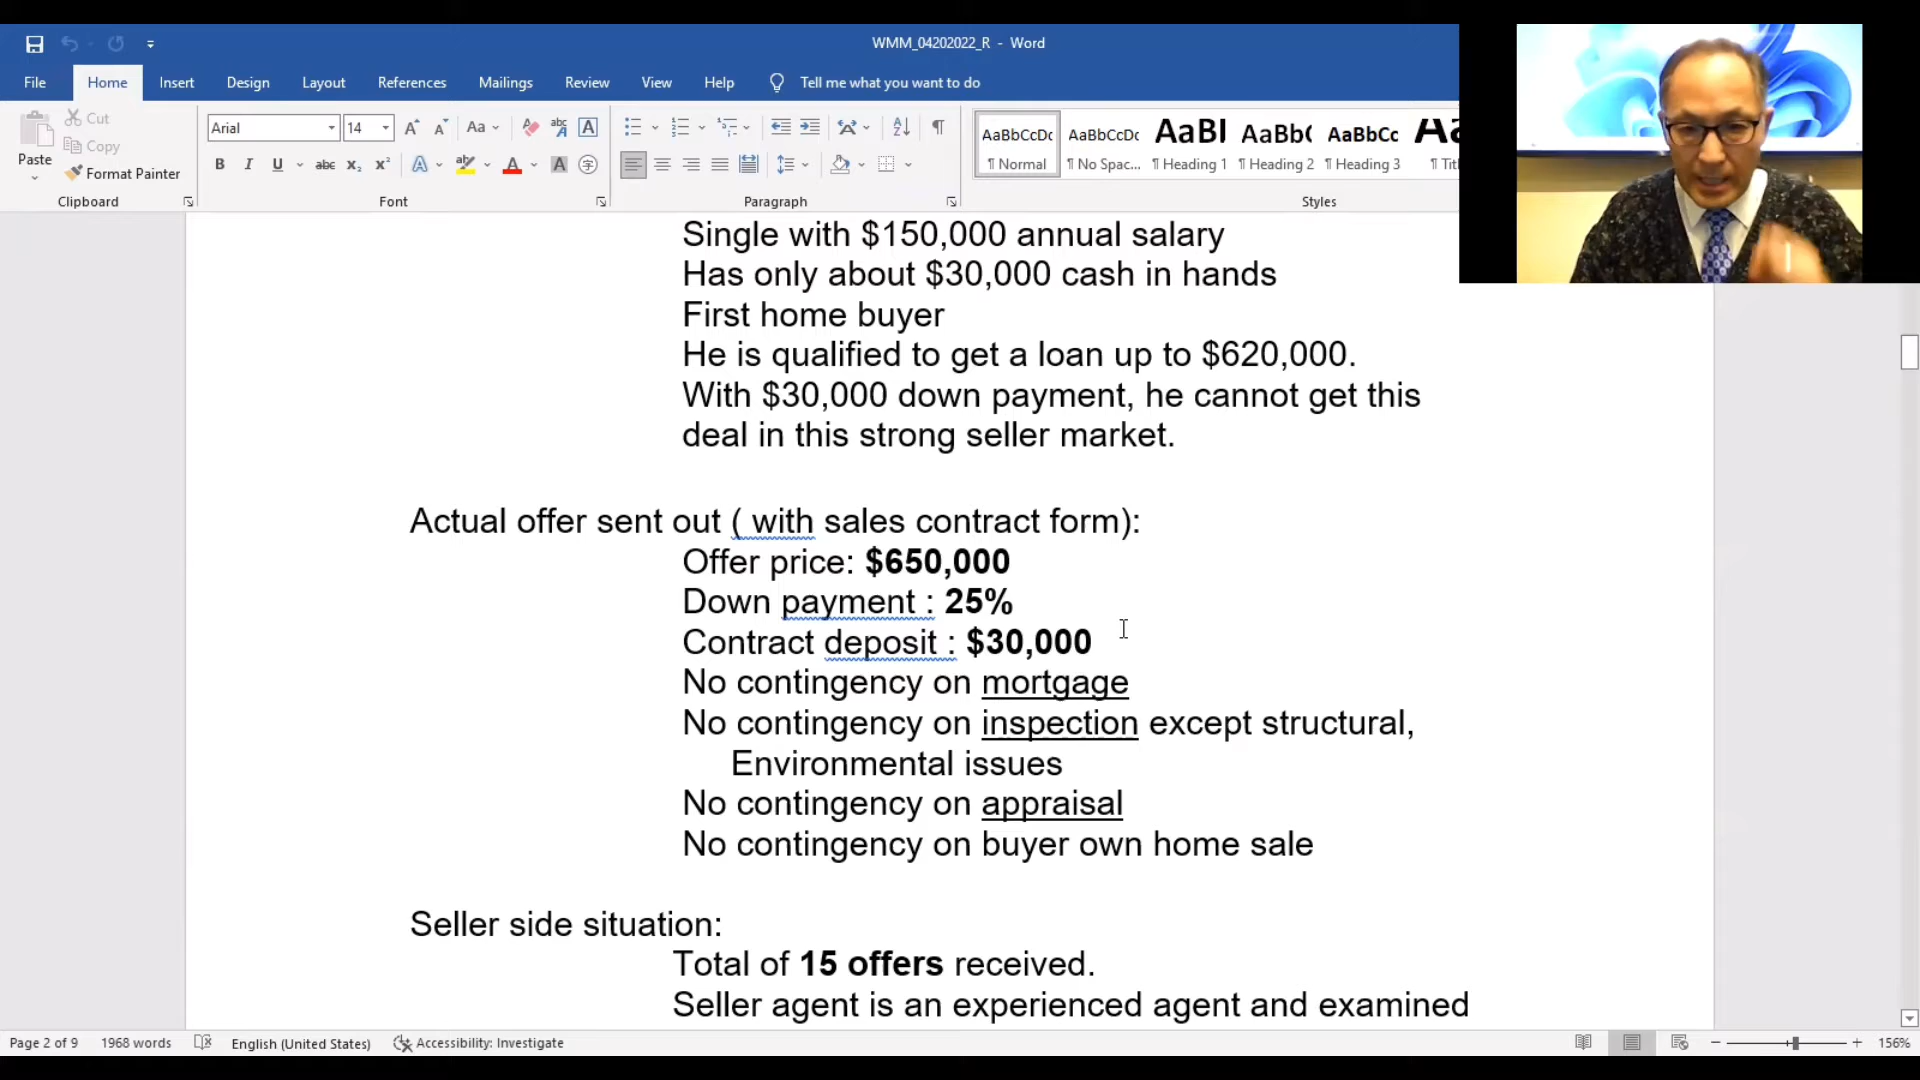 WMM_04202022_R - Word
File Home Insert Design Layout References Mailings Review View Help Tell me what you want to do
Cut
Copy
Paste
Format Painter
Arial 14
Aa
abc
A
B I U abc x₂ x² A A A 字
AaBbCcDc AaBbCcDc AaBl AaBb( AaBbCc
¶ Normal ¶ No Spac... ¶ Heading 1 ¶ Heading 2 ¶ Heading 3 ¶ Titl
Clipboard Font Paragraph Styles
Single with $150,000 annual salary
Has only about $30,000 cash in hands
First home buyer
He is qualified to get a loan up to $620,000.
With $30,000 down payment, he cannot get this
deal in this strong seller market.
Actual offer sent out ( with sales contract form):
Offer price: $650,000
Down payment : 25%
Contract deposit : $30,000
No contingency on mortgage
No contingency on inspection except structural,
Environmental issues
No contingency on appraisal
No contingency on buyer own home sale
Seller side situation:
Total of 15 offers received.
Seller agent is an experienced agent and examined
Page 2 of 9 1968 words English (United States) Accessibility: Investigate 156%